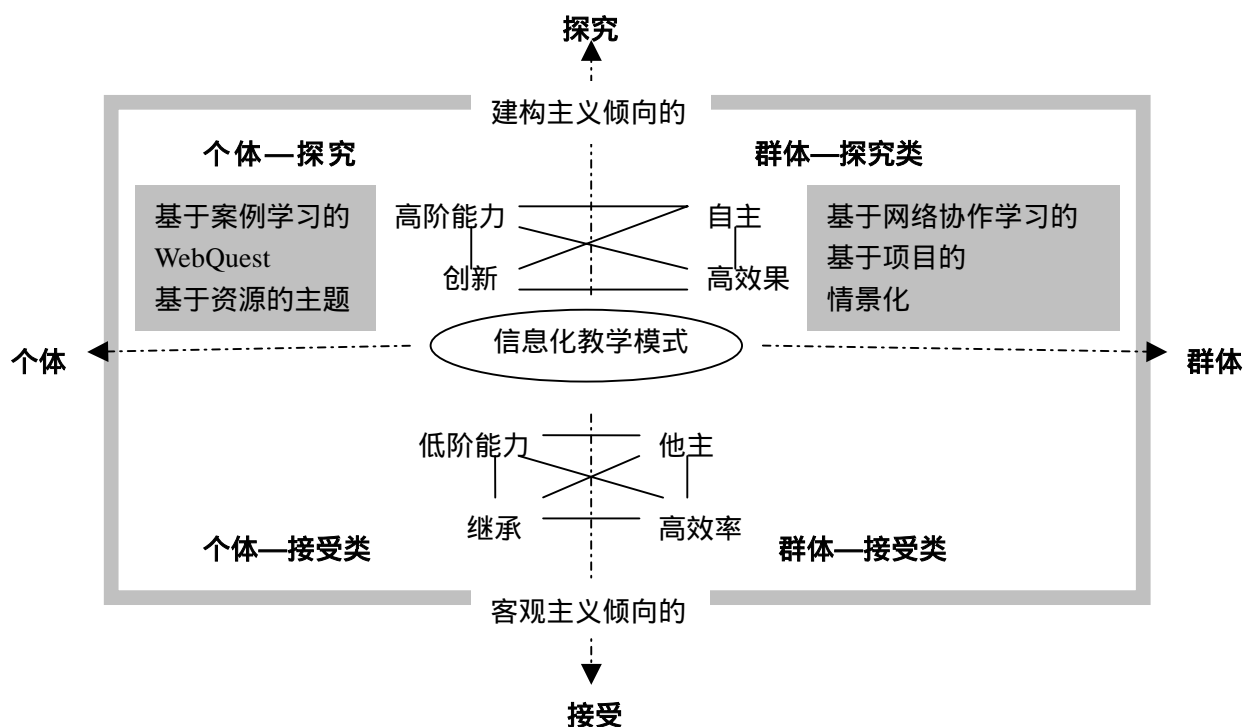 探究
建构主义倾向的
个体—探究
群体—探究类
基于案例学习的
WebQuest
基于资源的主题
高阶能力
自主
创新
高效果
基于网络协作学习的
基于项目的
情景化
信息化教学模式
个体
群体
低阶能力
他主
继承
高效率
个体—接受类
群体—接受类
客观主义倾向的
接受